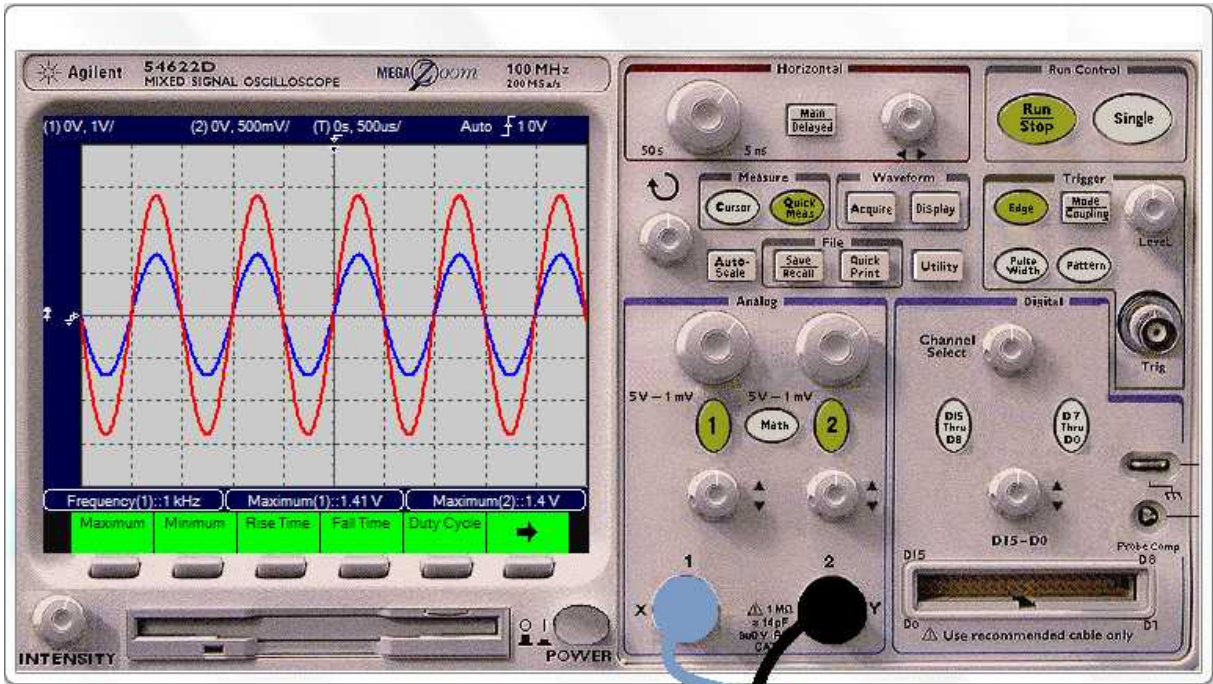 Agilent 54622D
MIXED SIGNAL OSCILLOSCOPE
MEGA Zoom
100 MHz
200 MSa/s
(1) 0V, 1V/ (2) 0V, 500mV/ (T) 0s, 500us/ Auto 1 0V
Frequency(1)::1 kHz Maximum(1)::1.41 V Maximum(2)::1.4 V
Maximum Minimum Rise Time Fall Time Duty Cycle
INTENSITY
POWER
Horizontal
50 s 5 ns
Main
Delayed
Run Control
Run
Stop
Single
Measure
Cursor
Quick
Meas
Waveform
Acquire
Display
Trigger
Edge
Mode
Coupling
Level
Pulse
Width
Pattern
Trig
Auto-
Scale
File
Save
Recall
Quick
Print
Utility
Analog
5 V – 1 mV 5 V – 1 mV
1
Math
2
1 2
X Y
1 MΩ
≈ 14 pF
Digital
Channel
Select
D15
Thru
D8
D7
Thru
D0
D15-D0
Probe Comp
D15 D8
D0 D1
Use recommended cable only